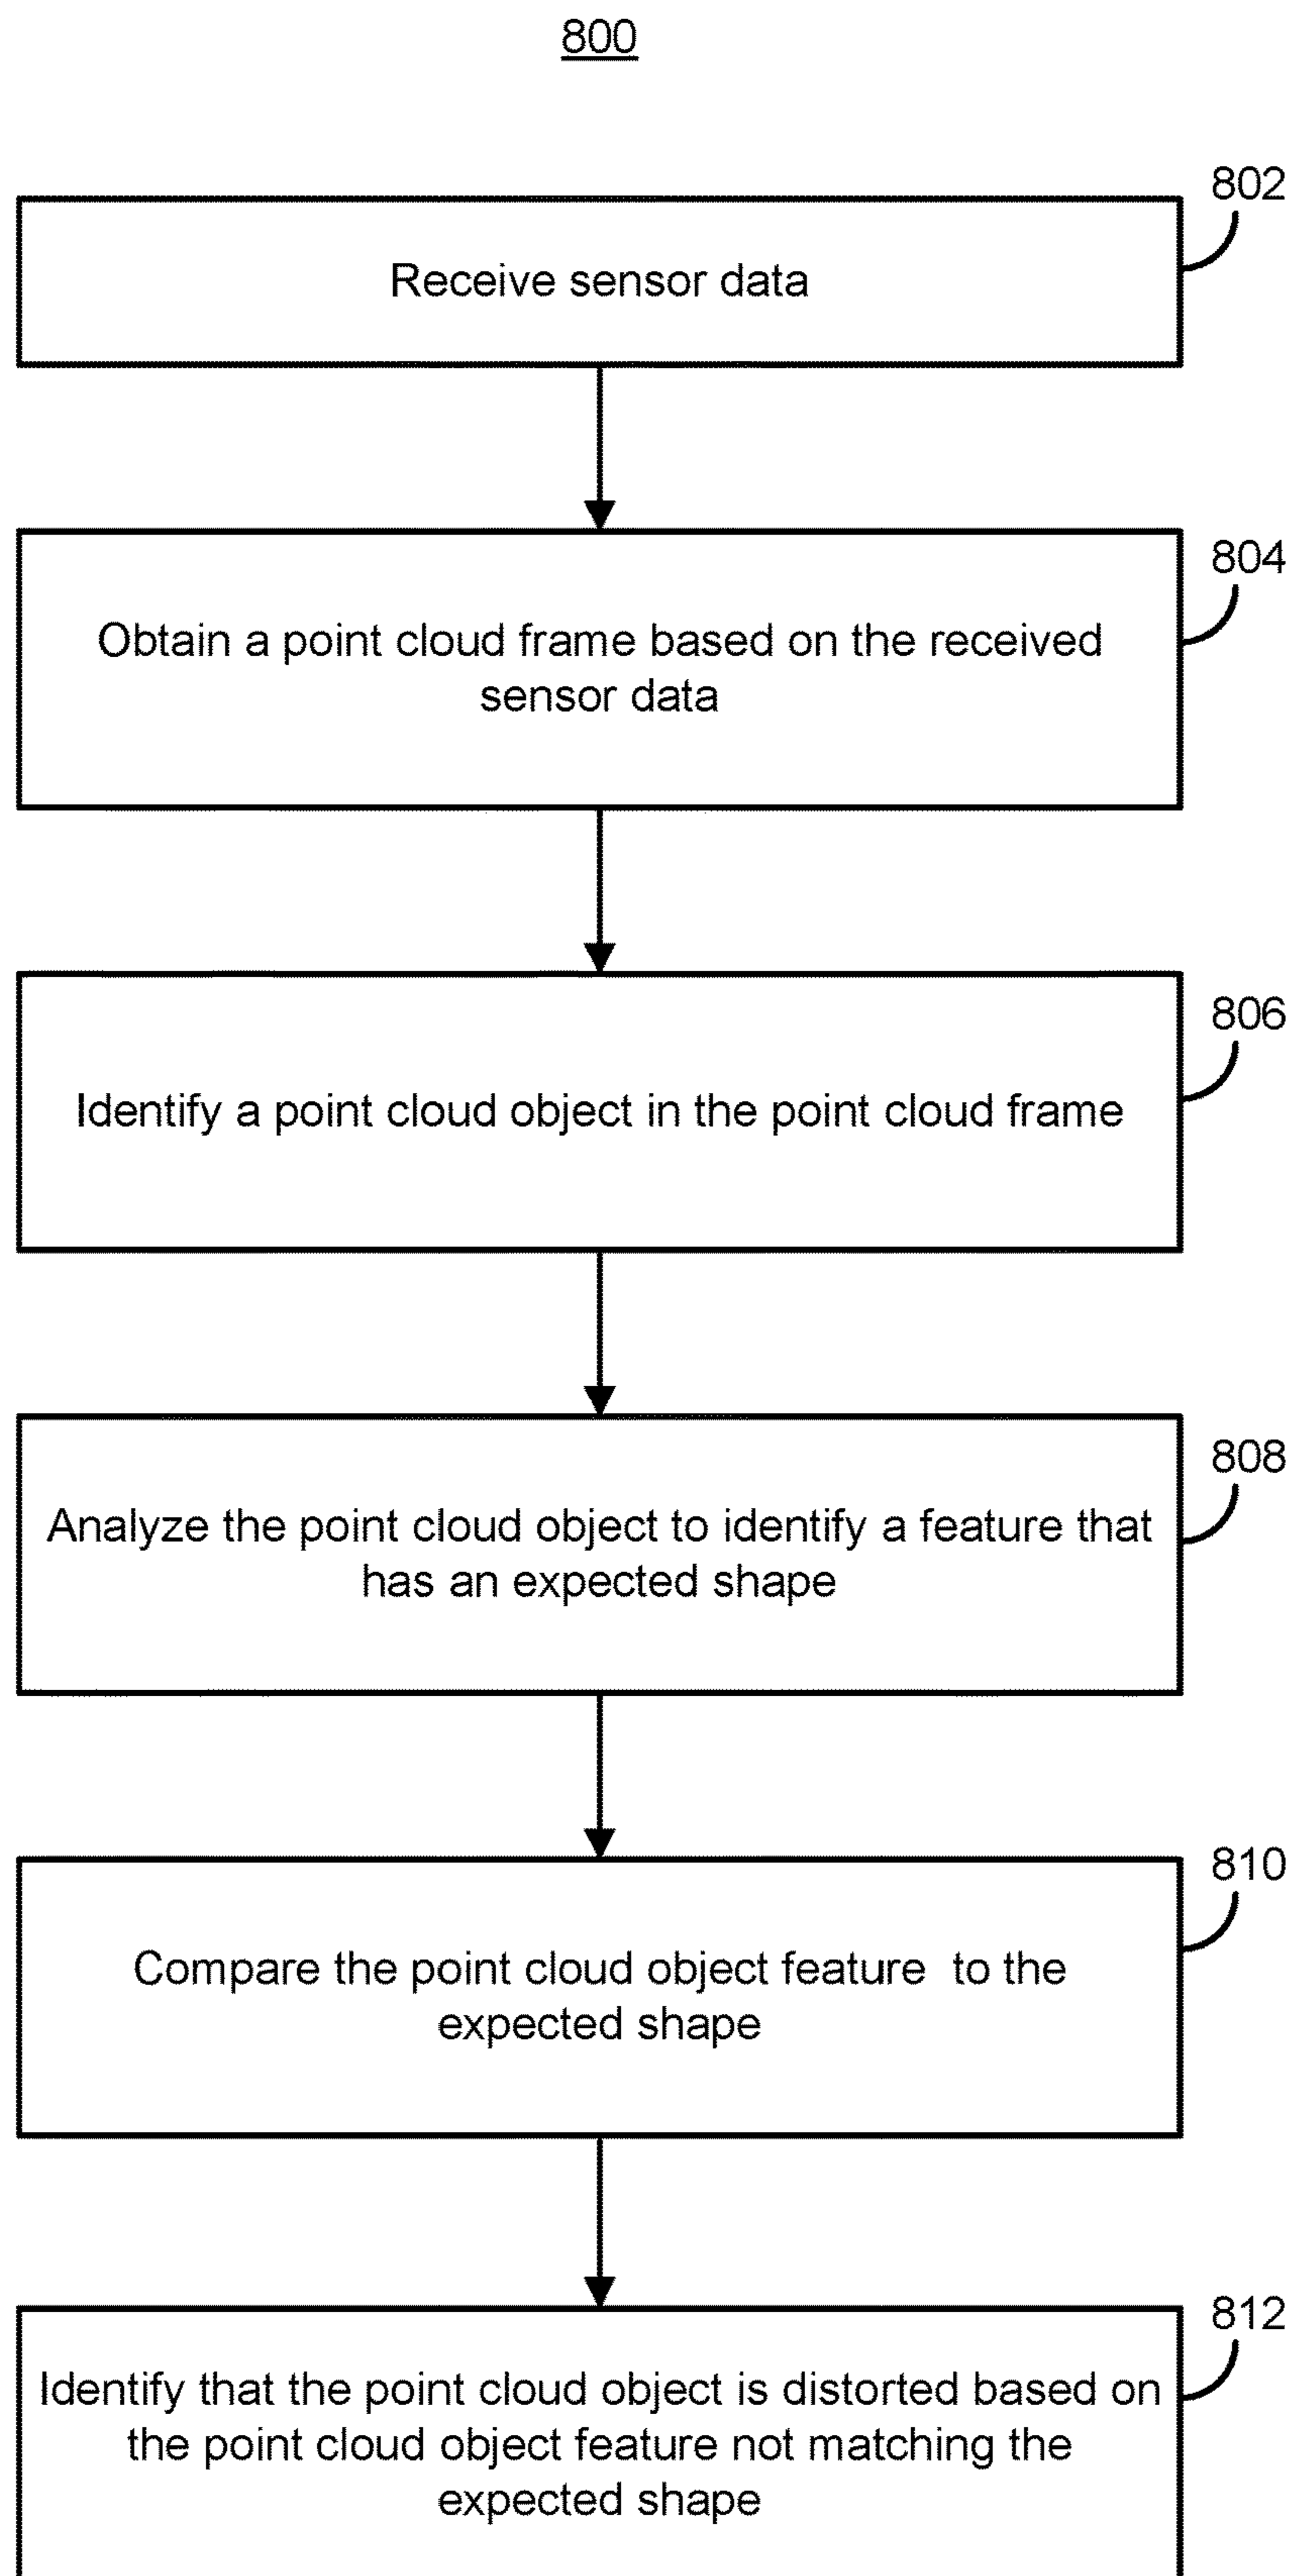 800
802
Receive sensor data
804
Obtain a point cloud frame based on the received
sensor data
806
Identify a point cloud object in the point cloud frame
808
Analyze the point cloud object to identify a feature that
has an expected shape
810
Compare the point cloud object feature  to the
expected shape
812
Identify that the point cloud object is distorted based on
the point cloud object feature not matching the
expected shape